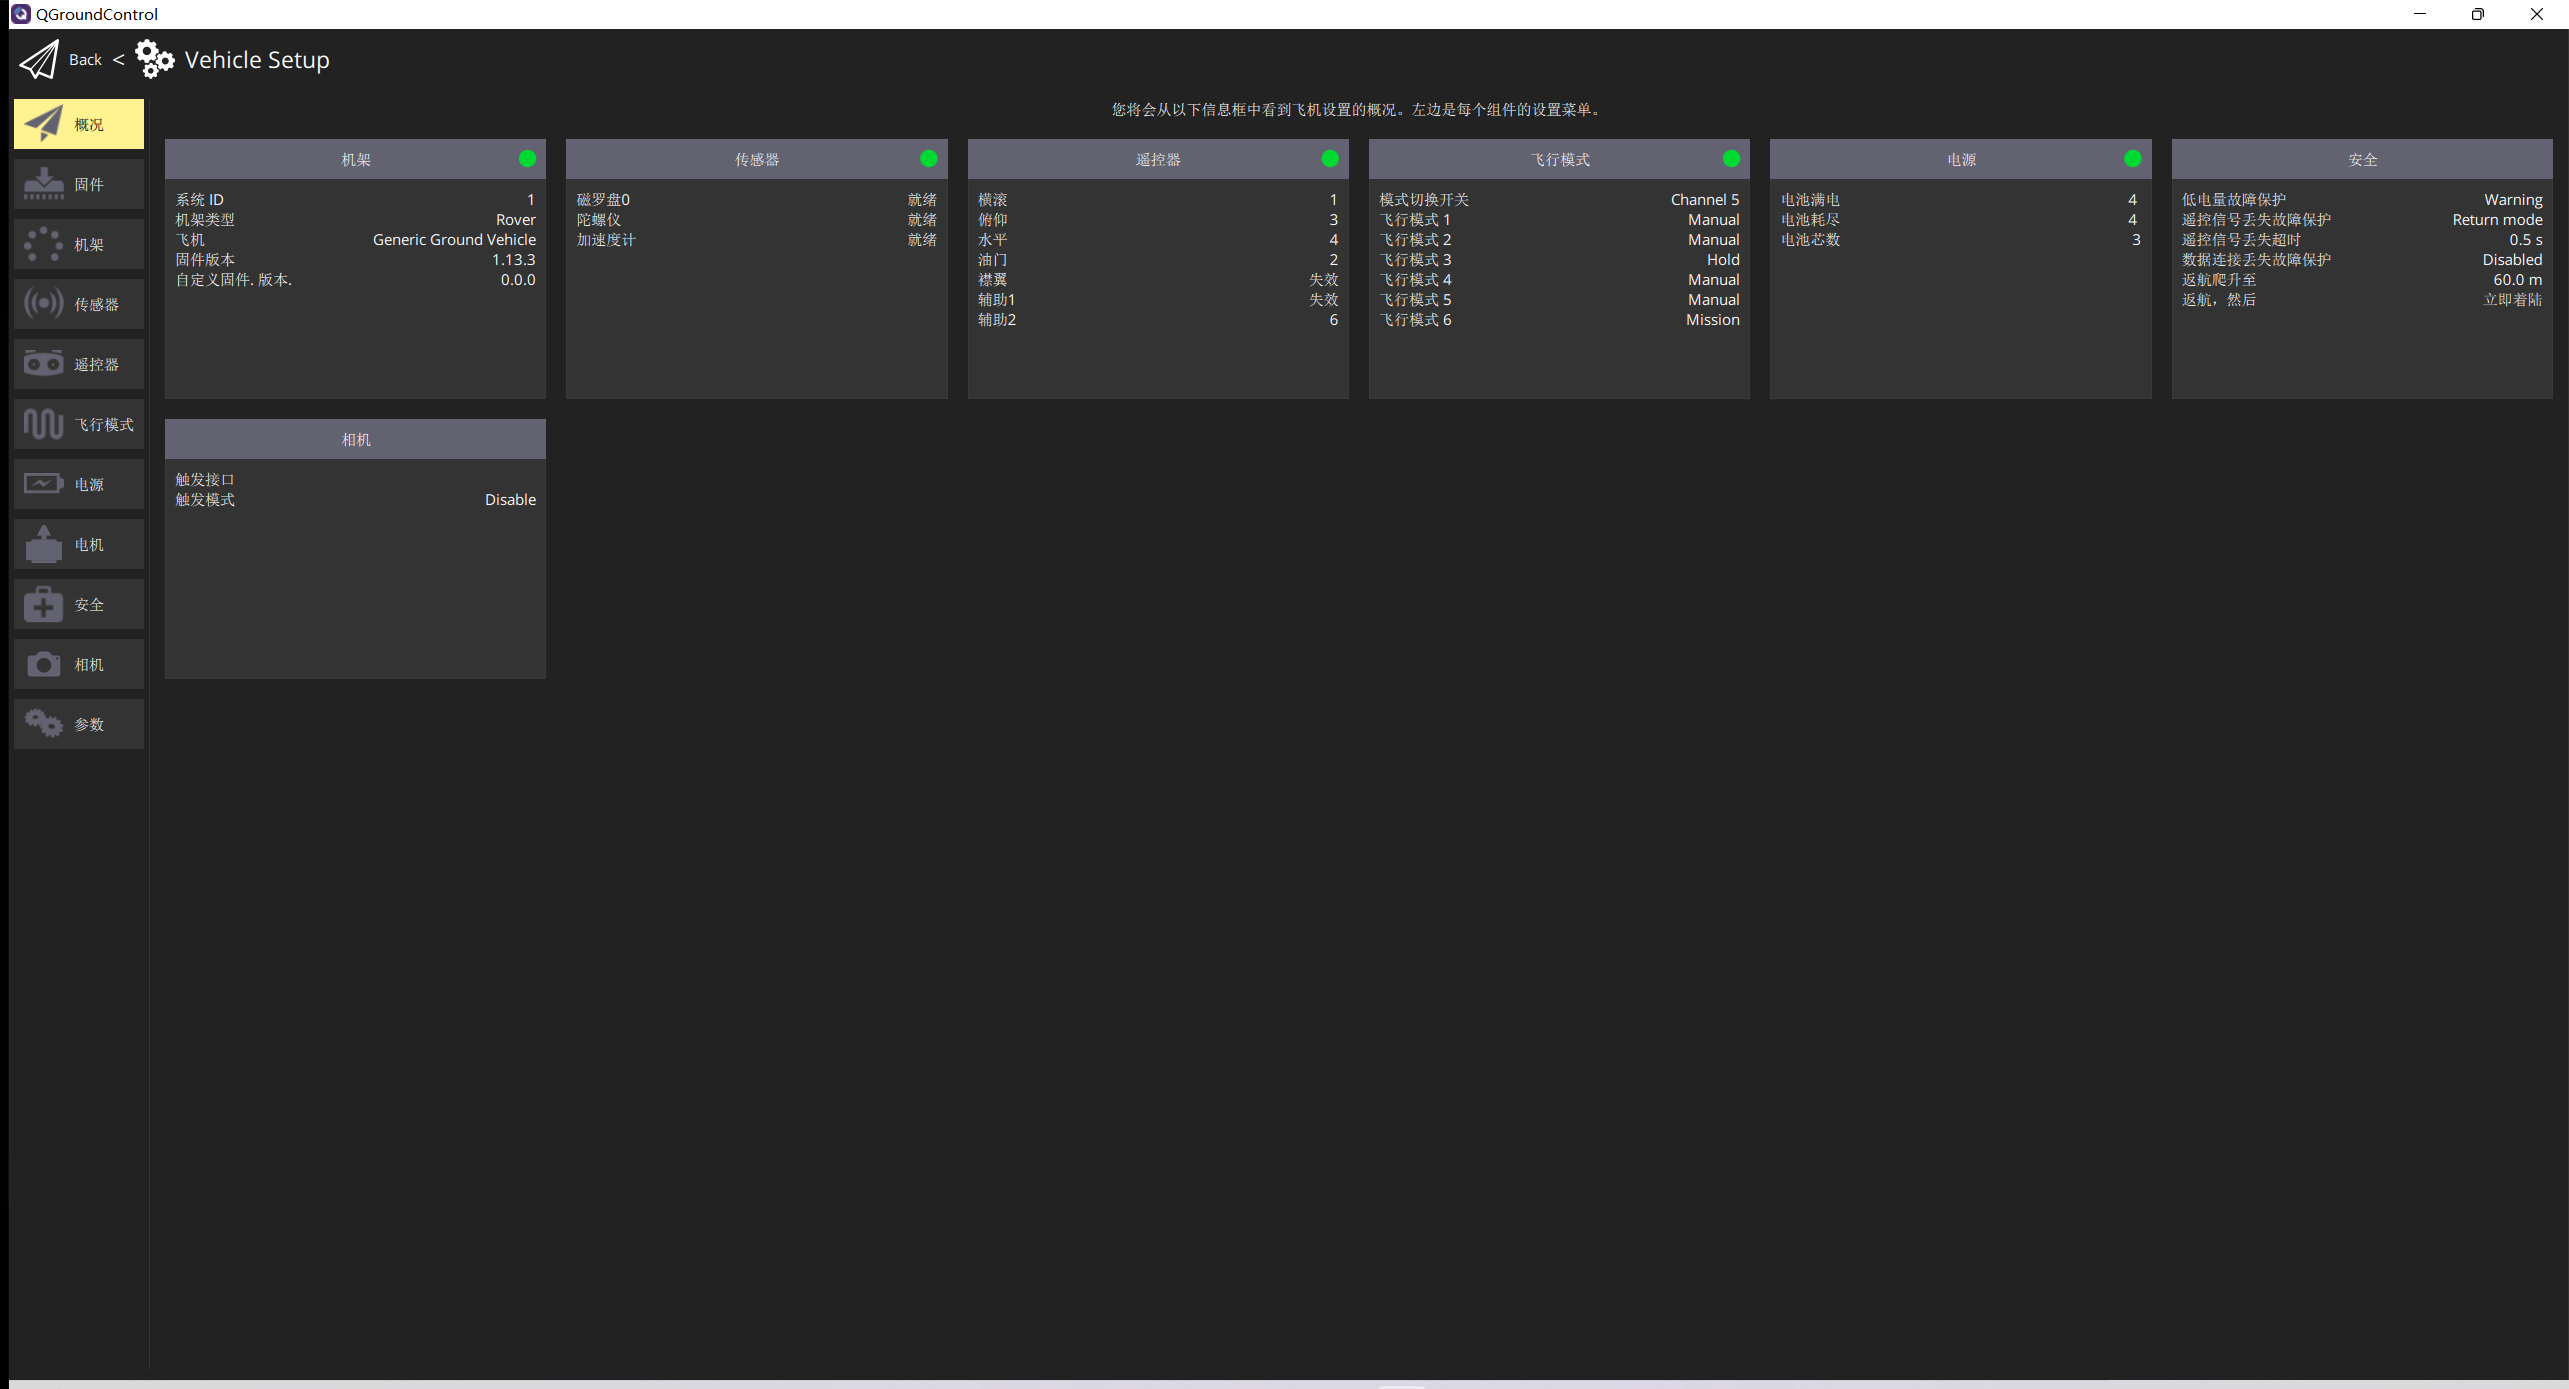 QGroundControl
Back < Vehicle Setup
概况
固件
机架
传感器
遥控器
飞行模式
电源
电机
安全
相机
参数
您将会从以下信息框中看到飞机设置的概况。左边是每个组件的设置菜单。
机架
系统 ID 1
机架类型 Rover
飞机 Generic Ground Vehicle
固件版本 1.13.3
自定义固件. 版本. 0.0.0
传感器
磁罗盘0 就绪
陀螺仪 就绪
加速度计 就绪
遥控器
横滚 1
俯仰 3
水平 4
油门 2
襟翼 失效
辅助1 失效
辅助2 6
飞行模式
模式切换开关 Channel 5
飞行模式 1 Manual
飞行模式 2 Manual
飞行模式 3 Hold
飞行模式 4 Manual
飞行模式 5 Manual
飞行模式 6 Mission
电源
电池满电 4
电池耗尽 4
电池芯数 3
安全
低电量故障保护 Warning
遥控信号丢失故障保护 Return mode
遥控信号丢失超时 0.5 s
数据连接丢失故障保护 Disabled
返航爬升至 60.0 m
返航，然后 立即着陆
相机
触发接口
触发模式 Disable